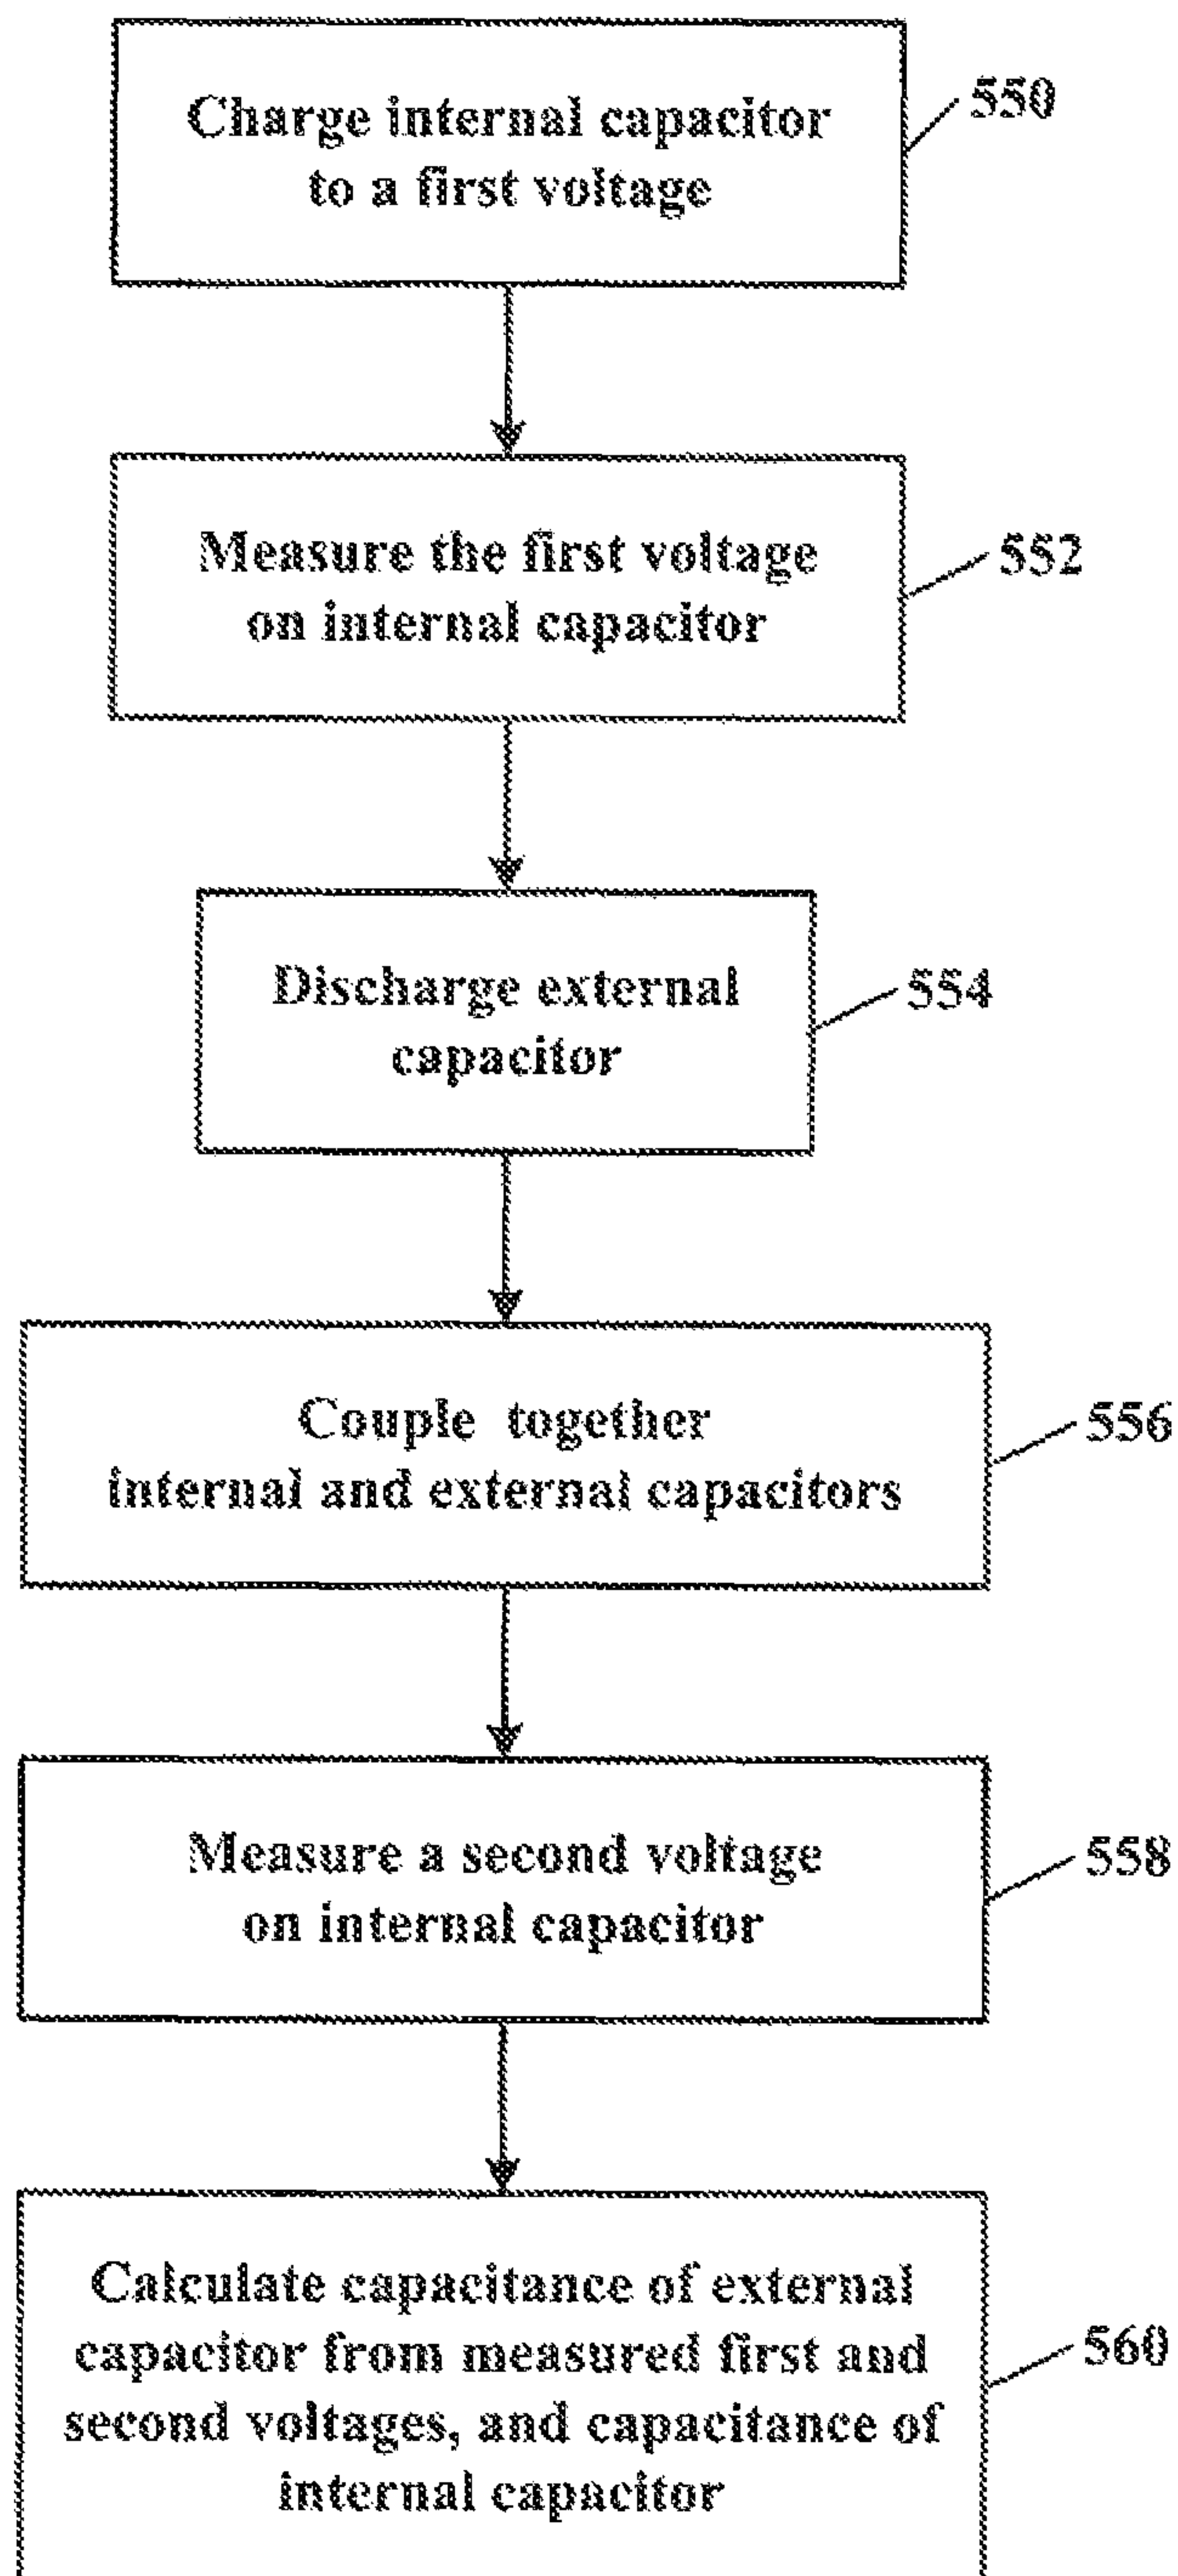 Charge internal capacitor
to a first voltage
550
Measure the first voltage
on internal capacitor
552
Discharge external
capacitor
554
Couple together
internal and external capacitors
556
Measure a second voltage
on internal capacitor
558
Calculate capacitance of external
capacitor from measured first and
second voltages, and capacitance of
internal capacitor
560